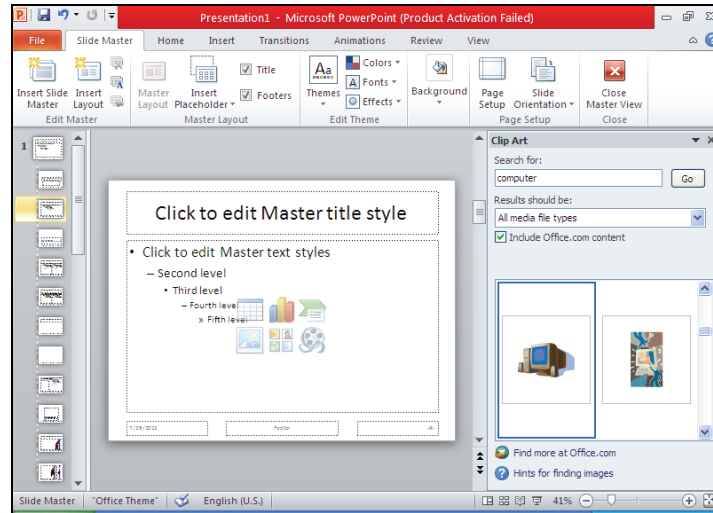 Presentation1 - Microsoft PowerPoint (Product Activation Failed)
File Slide Master Home Insert Transitions Animations Review View
Insert Slide Master
Insert Layout
Master Layout
Insert Placeholder
Title
Footers
Themes
Colors
Fonts
Effects
Background
Page Setup
Slide Orientation
Close Master View
Edit Master Master Layout Edit Theme Page Setup Close
1
Click to edit Master title style
• Click to edit Master text styles
– Second level
• Third level
– Fourth level
» Fifth level
7/26/2012 Footer
Clip Art
Search for:
computer Go
Results should be:
All media file types
Include Office.com content
Find more at Office.com
Hints for finding images
Slide Master "Office Theme" English (U.S.) 41%